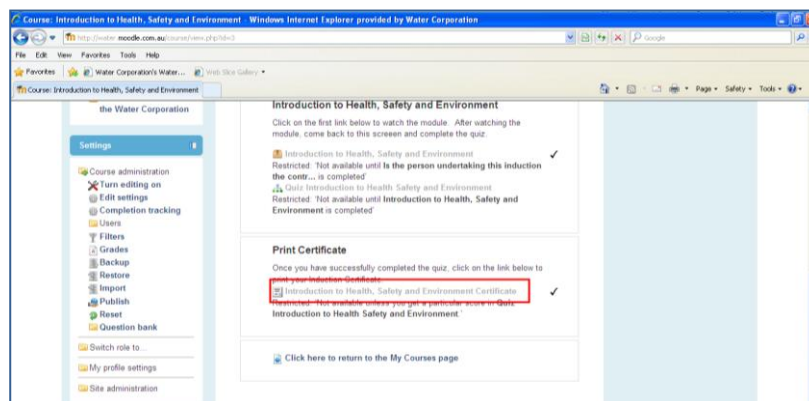 Course: Introduction to Health, Safety and Environment - Windows Internet Explorer provided by Water Corporation
http://water.moodle.com.au/course/view.php?id=3
Google
File Edit View Favorites Tools Help
Favorites Water Corporation's Water... Web Slice Gallery
Course: Introduction to Health, Safety and Environment
Page Safety Tools
the Water Corporation
Settings
Course administration
Turn editing on
Edit settings
Completion tracking
Users
Filters
Grades
Backup
Restore
Import
Publish
Reset
Question bank
Switch role to...
My profile settings
Site administration
Introduction to Health, Safety and Environment
Click on the first link below to watch the module. After watching the
module, come back to this screeen and complete the quiz.
Introduction to Health, Safety and Environment
Restricted: 'Not available until Is the person undertaking this induction
the contr... is completed'
Quiz Introduction to Health Safety and Environment
Restricted: 'Not available until Introduction to Health, Safety and
Environment is completed'
Print Certificate
Once you have successfully completed the quiz, click on the link below to
print your Induction Certificate
Introduction to Health, Safety and Environment Certificate
Restricted: 'Not available unless you get a particular score in Quiz
Introduction to Health Safety and Environment.'
Click here to return to the My Courses page